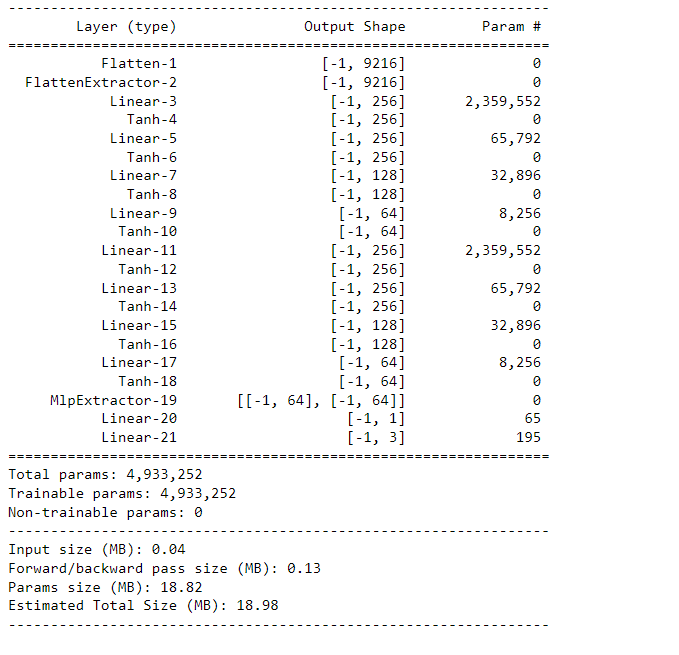 ----------------------------------------------------------------
        Layer (type)               Output Shape         Param #
================================================================
           Flatten-1                 [-1, 9216]               0
  FlattenExtractor-2                 [-1, 9216]               0
            Linear-3                  [-1, 256]       2,359,552
              Tanh-4                  [-1, 256]               0
            Linear-5                  [-1, 256]          65,792
              Tanh-6                  [-1, 256]               0
            Linear-7                  [-1, 128]          32,896
              Tanh-8                  [-1, 128]               0
            Linear-9                   [-1, 64]           8,256
             Tanh-10                   [-1, 64]               0
           Linear-11                  [-1, 256]       2,359,552
             Tanh-12                  [-1, 256]               0
           Linear-13                  [-1, 256]          65,792
             Tanh-14                  [-1, 256]               0
           Linear-15                  [-1, 128]          32,896
             Tanh-16                  [-1, 128]               0
           Linear-17                   [-1, 64]           8,256
             Tanh-18                   [-1, 64]               0
     MlpExtractor-19       [[-1, 64], [-1, 64]]               0
           Linear-20                    [-1, 1]              65
           Linear-21                    [-1, 3]             195
================================================================
Total params: 4,933,252
Trainable params: 4,933,252
Non-trainable params: 0
----------------------------------------------------------------
Input size (MB): 0.04
Forward/backward pass size (MB): 0.13
Params size (MB): 18.82
Estimated Total Size (MB): 18.98
----------------------------------------------------------------